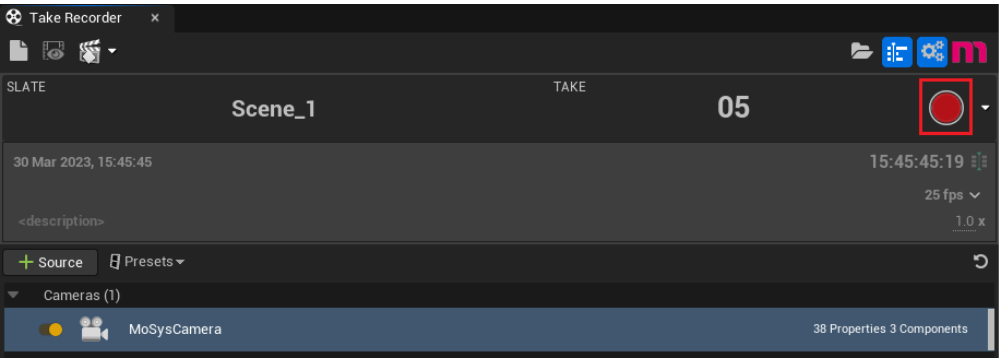 Take Recorder
SLATE
TAKE
Scene_1
05
30 Mar 2023, 15:45:45
15:45:45:19
25 fps
<description>
1.0 x
+ Source
Presets
Cameras (1)
MoSysCamera
38 Properties 3 Components